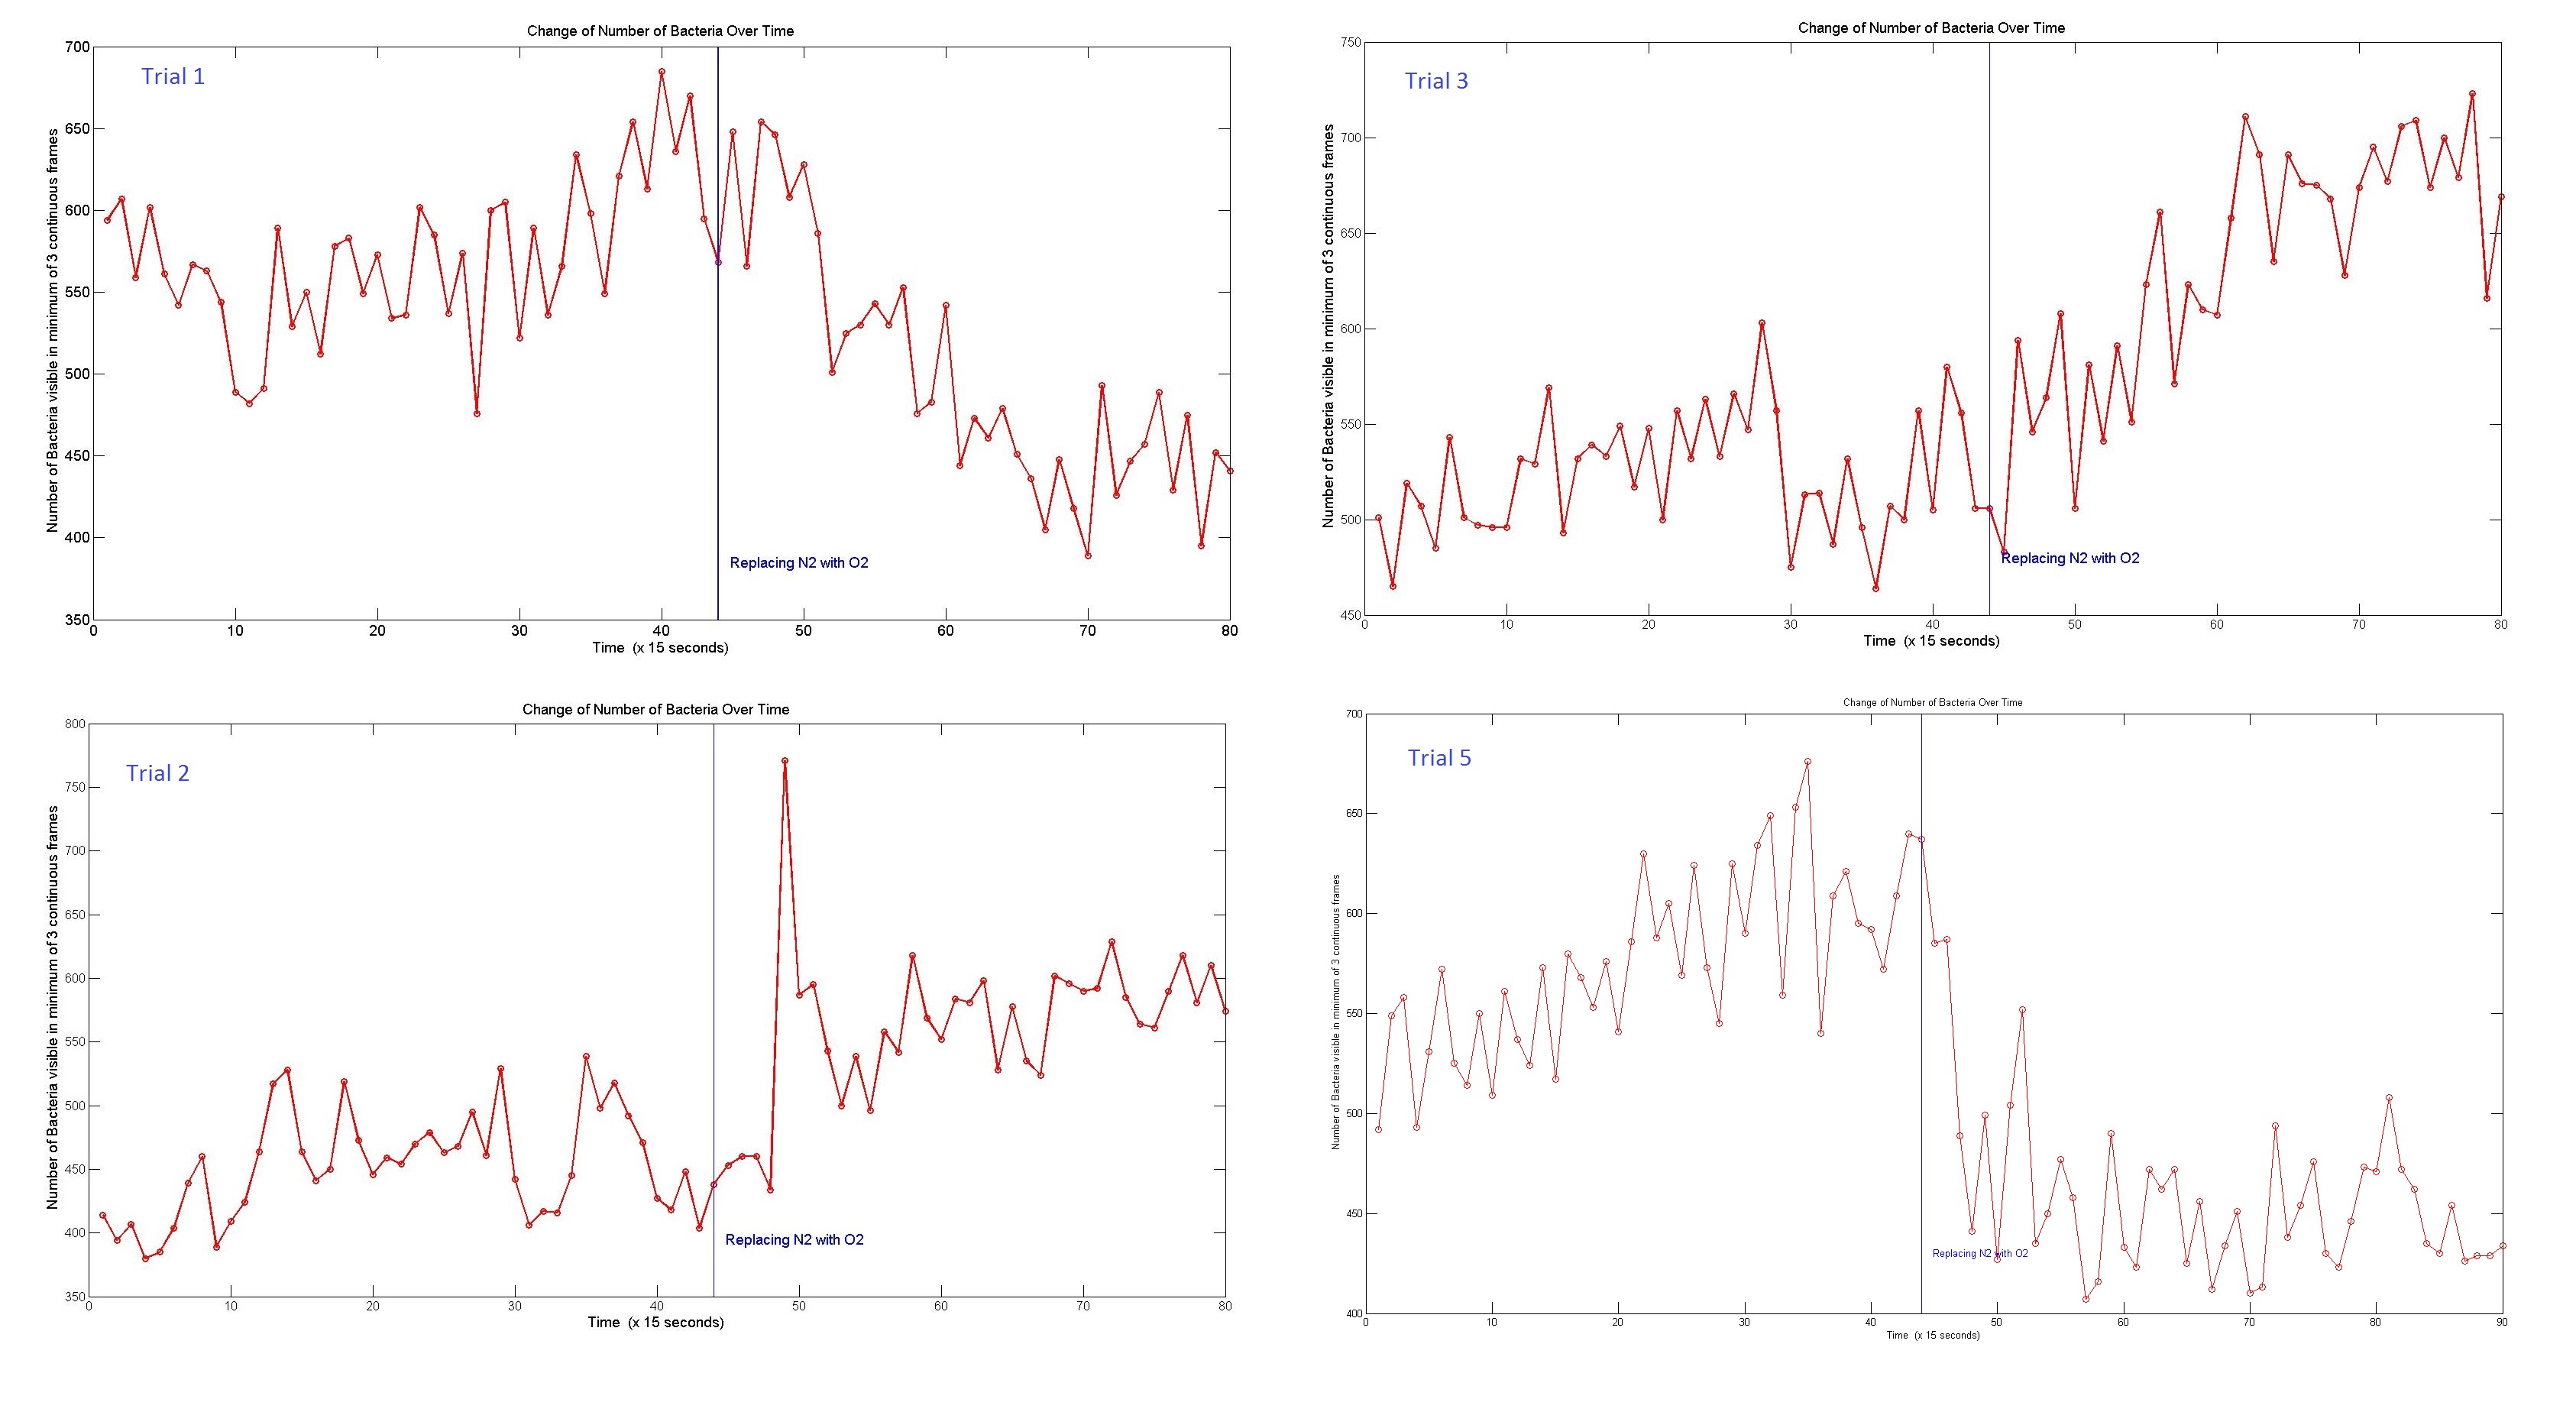 Change of Number of Bacteria Over Time
Trial 1
Number of Bacteria visible in minimum of 3 continuous frames
700
650
600
550
500
450
400
350
0 10 20 30 40 50 60 70 80
Replacing N2 with O2
Time (x 15 seconds)
Change of Number of Bacteria Over Time
Trial 3
Number of Bacteria visible in minimum of 3 continuous frames
750
700
650
600
550
500
450
0 10 20 30 40 50 60 70 80
Replacing N2 with O2
Time (x 15 seconds)
Change of Number of Bacteria Over Time
Trial 2
Number of Bacteria visible in minimum of 3 continuous frames
800
750
700
650
600
550
500
450
400
350
0 10 20 30 40 50 60 70 80
Replacing N2 with O2
Time (x 15 seconds)
Change of Number of Bacteria Over Time
Trial 5
Number of Bacteria visible in minimum of 3 continuous frames
700
650
600
550
500
450
400
0 10 20 30 40 50 60 70 80 90
Replacing N2 with O2
Time (x 15 seconds)